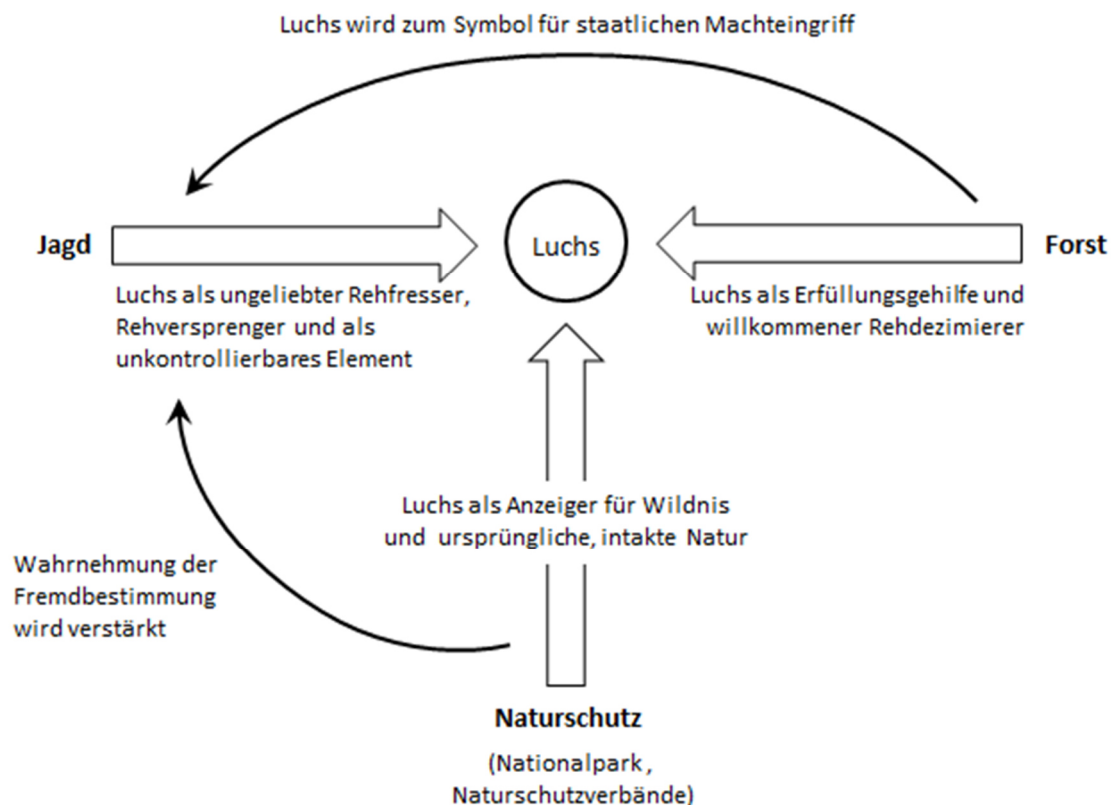 Luchs wird zum Symbol für staatlichen Machteingriff
Jagd
Luchs
Forst
Luchs als ungeliebter Rehfresser,
Rehversprenger und als
unkontrollierbares Element
Luchs als Erfüllungsgehilfe und
willkommener Rehdezimierer
Luchs als Anzeiger für Wildnis
und ursprüngliche, intakte Natur
Wahrnehmung der
Fremdbestimmung
wird verstärkt
Naturschutz
(Nationalpark,
Naturschutzverbände)